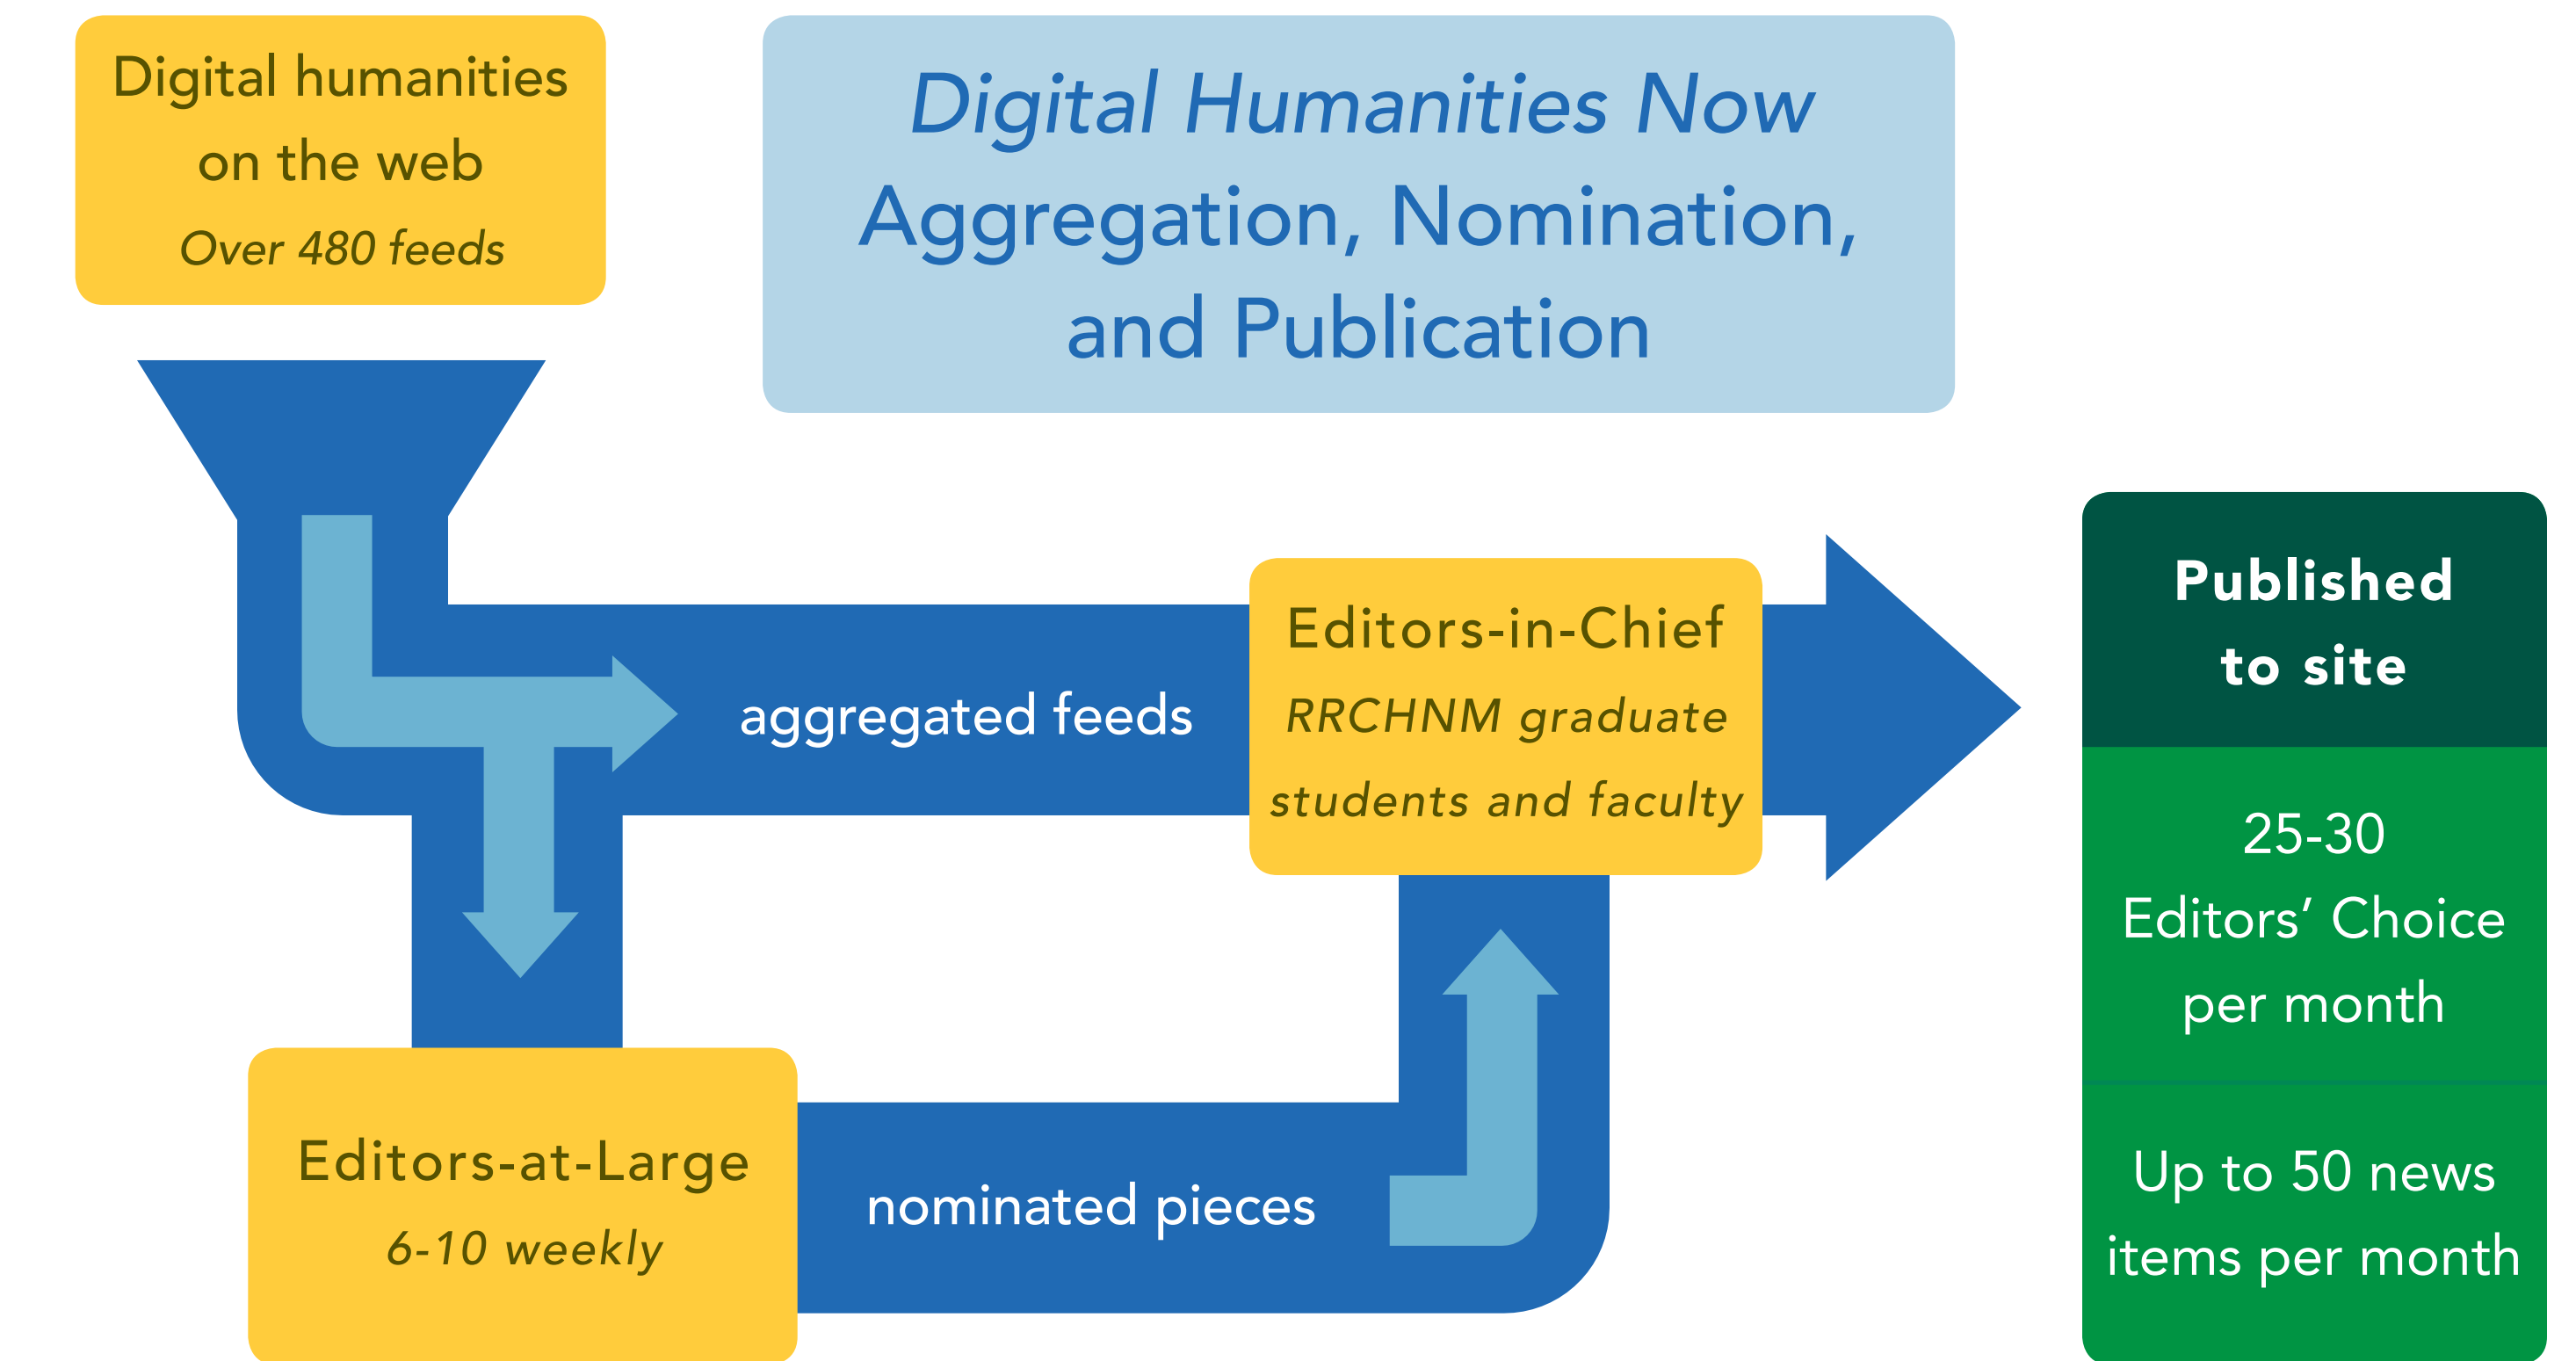 Digital humanities
on the web
Over 480 feeds
Digital Humanities Now
Aggregation, Nomination,
and Publication
aggregated feeds
Editors-in-Chief
RRCHNM graduate
students and faculty
Editors-at-Large
6-10 weekly
nominated pieces
Published
to site
25-30
Editors’ Choice
per month
Up to 50 news
items per month